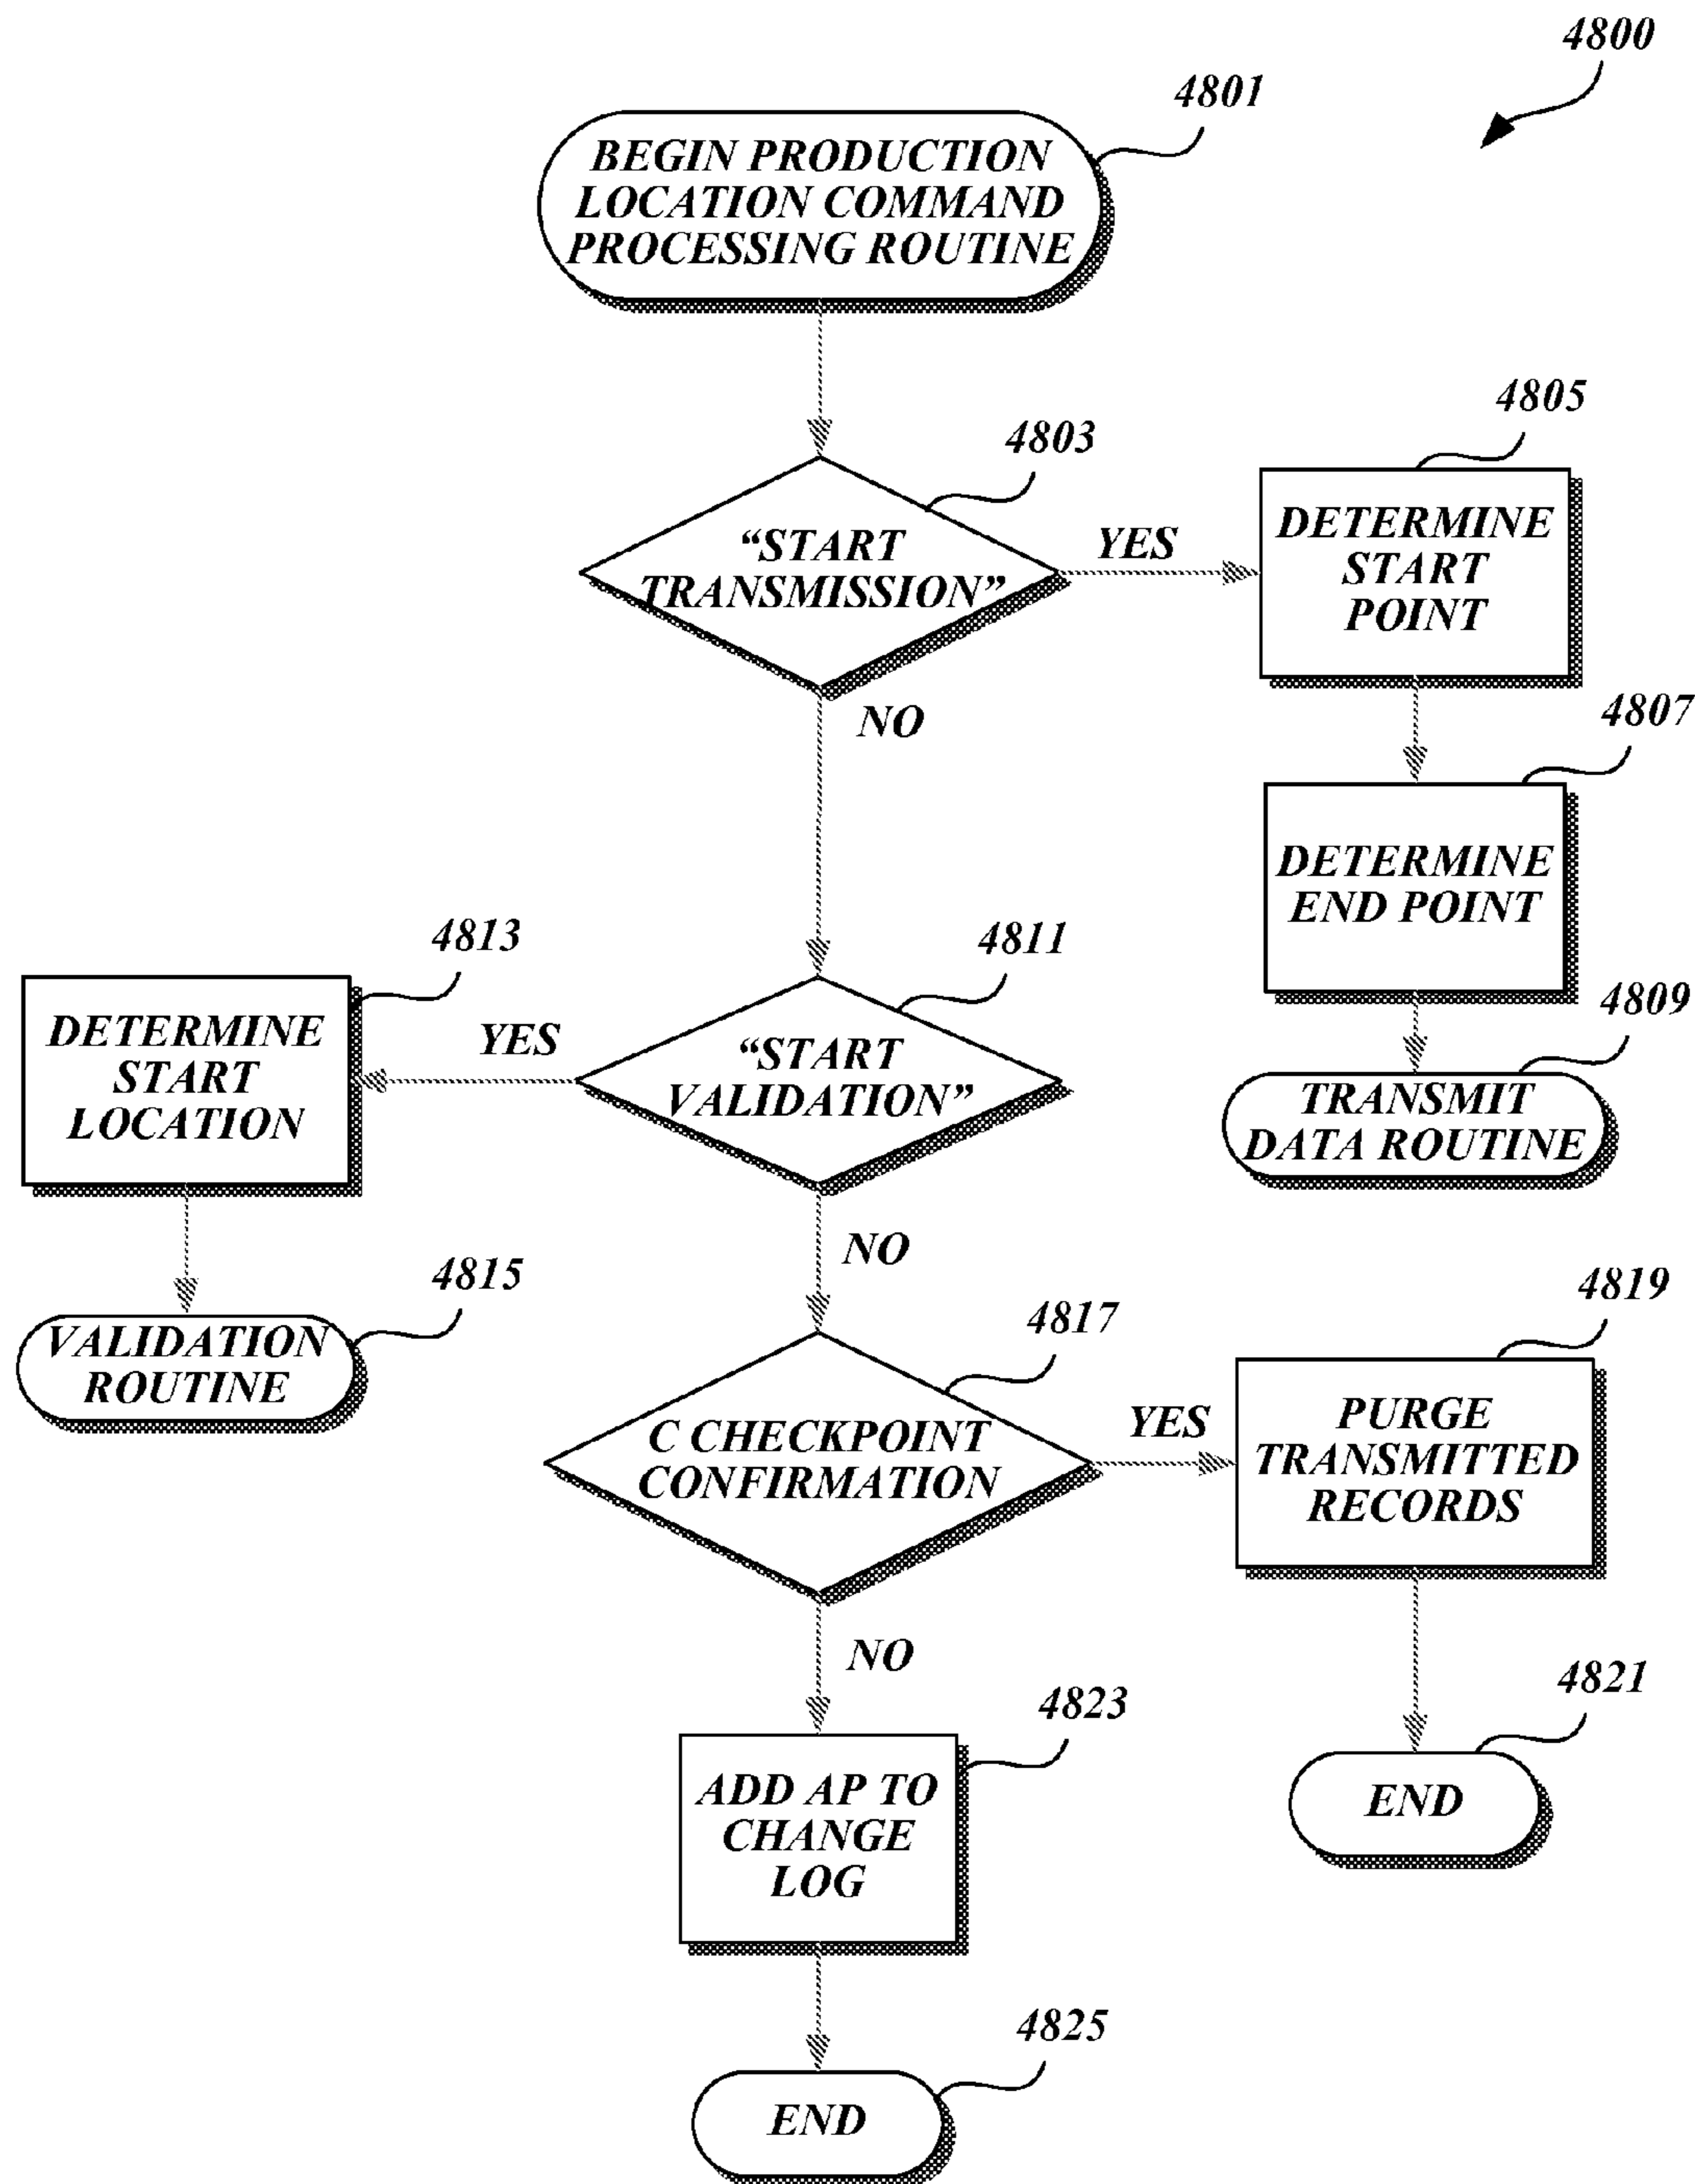 4800
4801
BEGIN PRODUCTION
LOCATION COMMAND
PROCESSING ROUTINE
4803
“START
TRANSMISSION”
YES
NO
4805
DETERMINE
START
POINT
4807
DETERMINE
END POINT
4809
TRANSMIT
DATA ROUTINE
4811
“START
VALIDATION”
YES
NO
4813
DETERMINE
START
LOCATION
4815
VALIDATION
ROUTINE
4817
C CHECKPOINT
CONFIRMATION
YES
NO
4819
PURGE
TRANSMITTED
RECORDS
4821
END
4823
ADD AP TO
CHANGE
LOG
4825
END